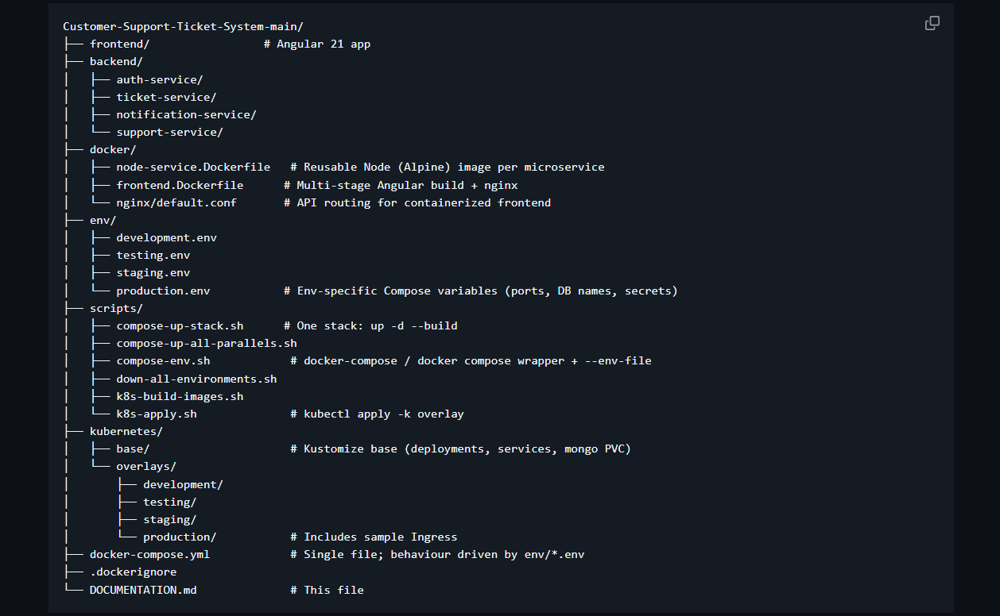 Customer-Support-Ticket-System-main/
├── frontend/                 # Angular 21 app
├── backend/
│   ├── auth-service/
│   ├── ticket-service/
│   ├── notification-service/
│   └── support-service/
├── docker/
│   ├── node-service.Dockerfile   # Reusable Node (Alpine) image per microservice
│   ├── frontend.Dockerfile      # Multi-stage Angular build + nginx
│   └── nginx/default.conf       # API routing for containerized frontend
├── env/
│   ├── development.env
│   ├── testing.env
│   ├── staging.env
│   └── production.env           # Env-specific Compose variables (ports, DB names, secrets)
├── scripts/
│   ├── compose-up-stack.sh      # One stack: up -d --build
│   ├── compose-up-all-parallels.sh
│   ├── compose-env.sh            # docker-compose / docker compose wrapper + --env-file
│   ├── down-all-environments.sh
│   ├── k8s-build-images.sh
│   └── k8s-apply.sh              # kubectl apply -k overlay
├── kubernetes/
│   ├── base/                     # Kustomize base (deployments, services, mongo PVC)
│   └── overlays/
│       ├── development/
│       ├── testing/
│       ├── staging/
│       └── production/           # Includes sample Ingress
├── docker-compose.yml            # Single file; behaviour driven by env/*.env
├── .dockerignore
└── DOCUMENTATION.md              # This file